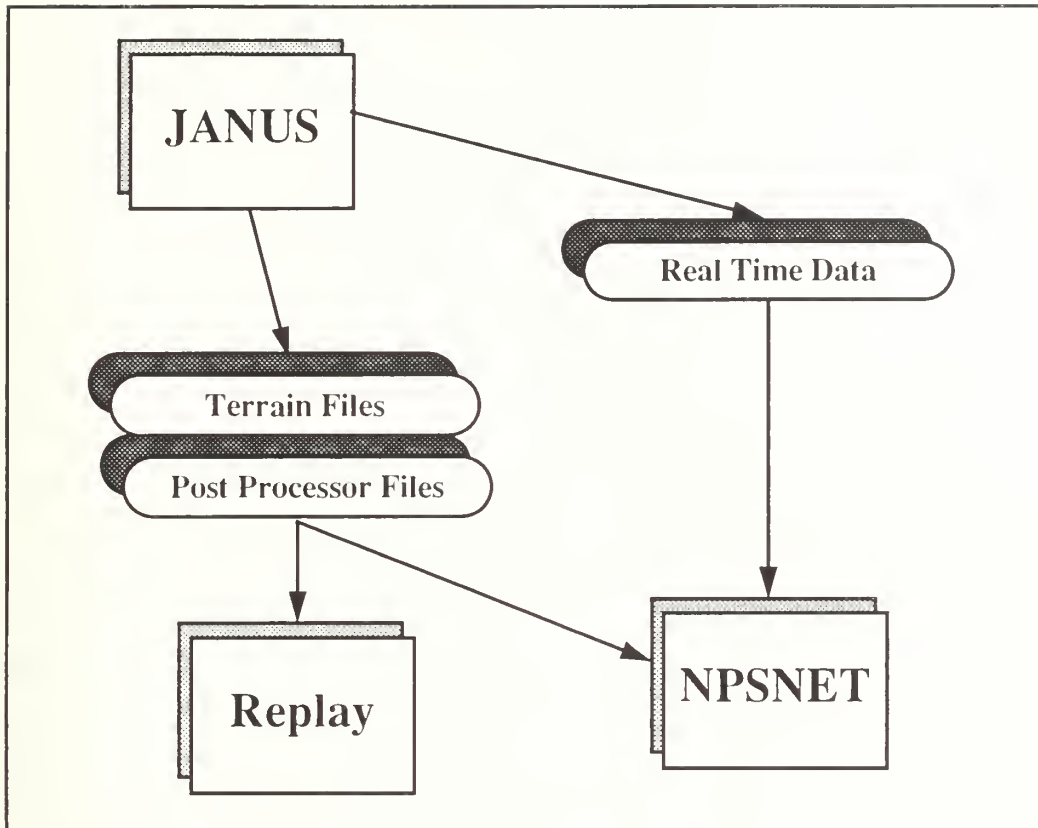 JANUS
Real Time Data
Terrain Files
Post Processor Files
Replay
NPSNET